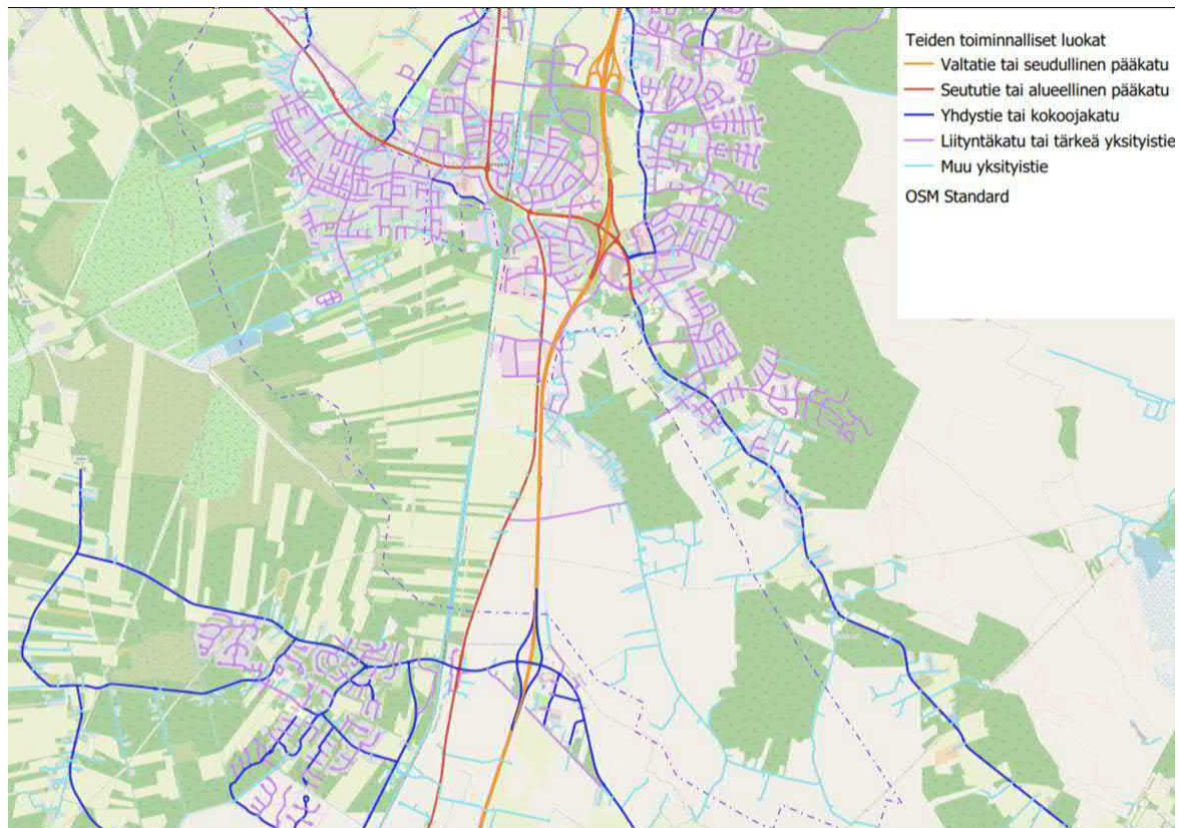 Teiden toiminnalliset luokat
Valtatie tai seudullinen pääkatu
Seututie tai alueellinen pääkatu
Yhdystie tai kokoojakatu
Liityntäkatu tai tärkeä yksityistie
Muu yksityistie
OSM Standard